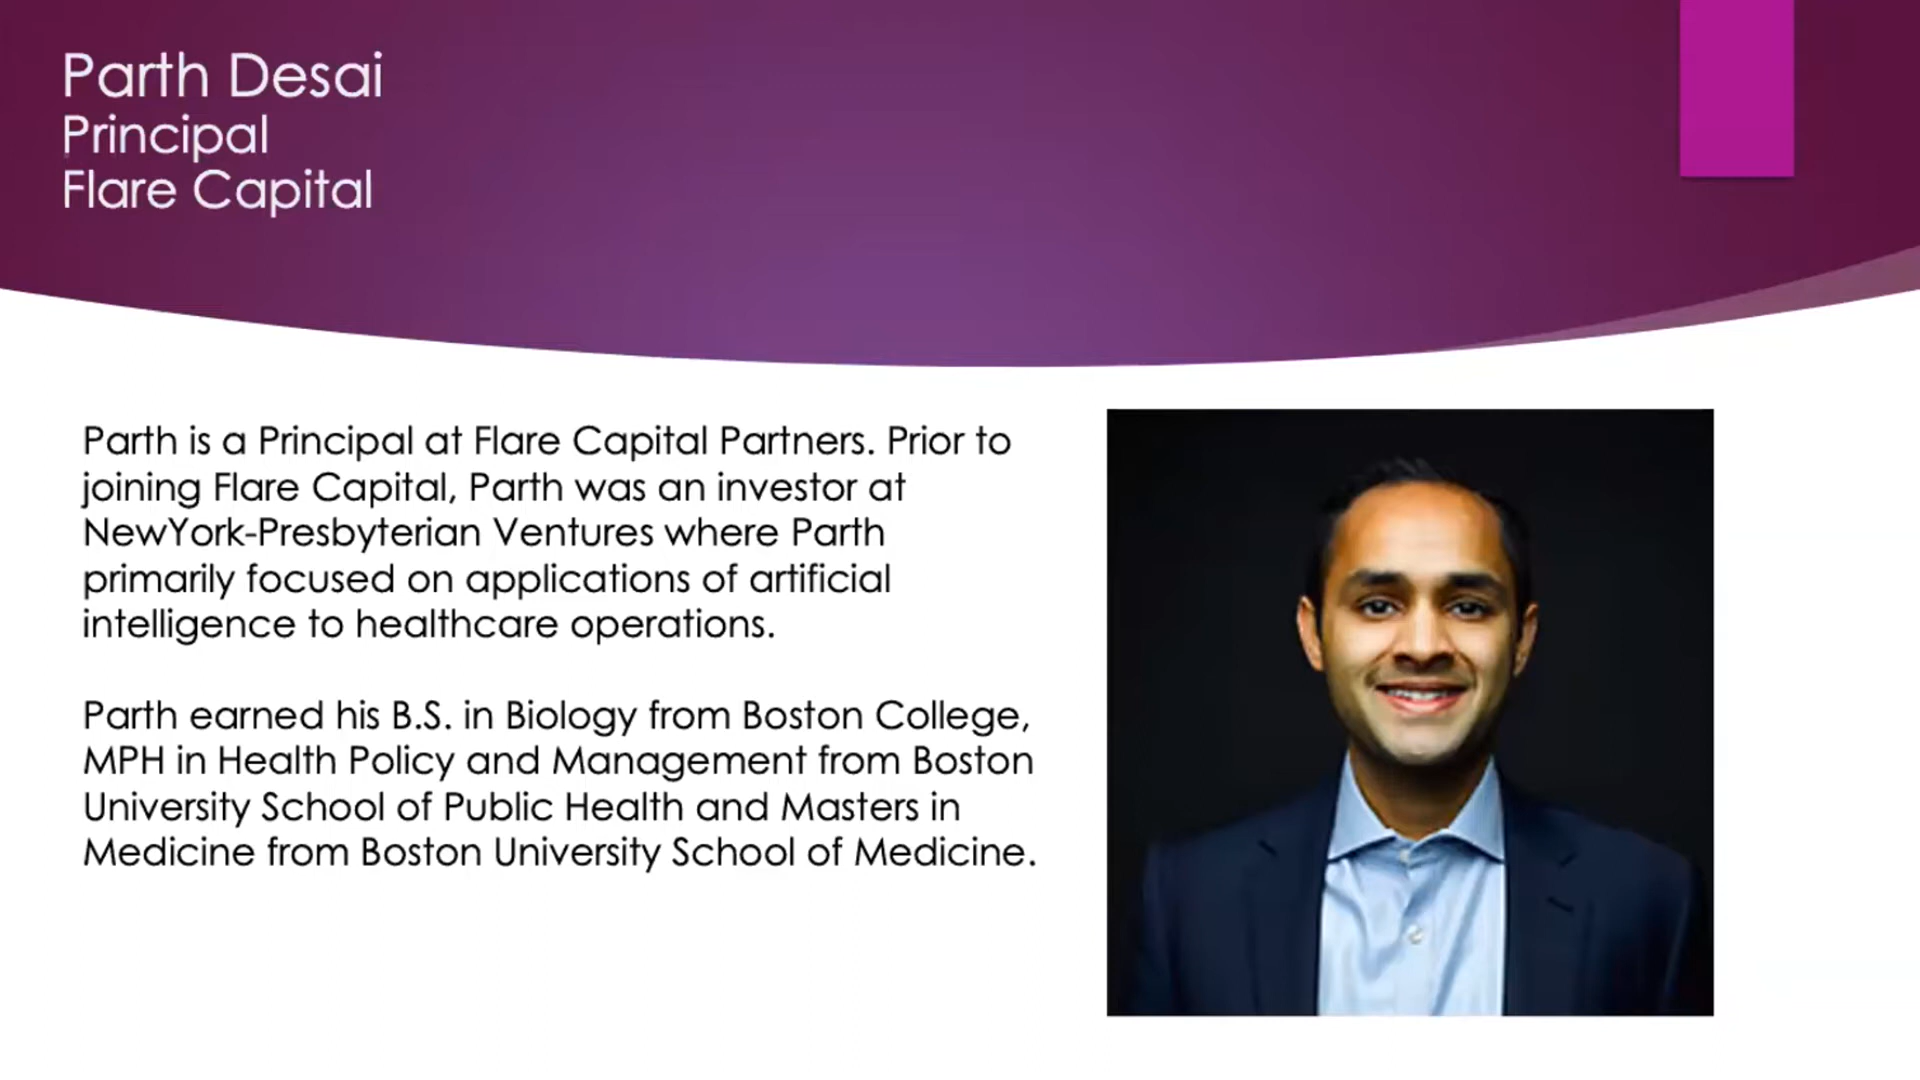 Parth Desai
Principal
Flare Capital
Parth is a Principal at Flare Capital Partners. Prior to
joining Flare Capital, Parth was an investor at
NewYork-Presbyterian Ventures where Parth
primarily focused on applications of artificial
intelligence to healthcare operations.
Parth earned his B.S. in Biology from Boston College,
MPH in Health Policy and Management from Boston
University School of Public Health and Masters in
Medicine from Boston University School of Medicine.